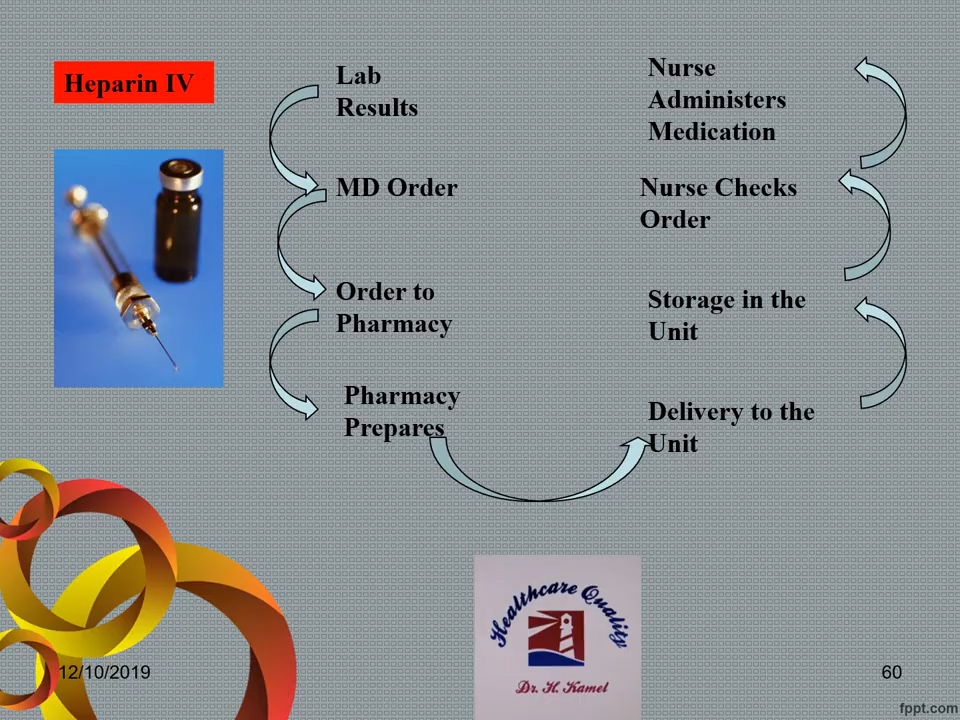 Heparin IV
Lab
Results
MD Order
Order to
Pharmacy
Pharmacy
Prepares
Delivery to the
Unit
Storage in the
Unit
Nurse Checks
Order
Nurse
Administers
Medication
Healthcare Quality
Dr. H. Kamel
12/10/2019
60
fppt.com